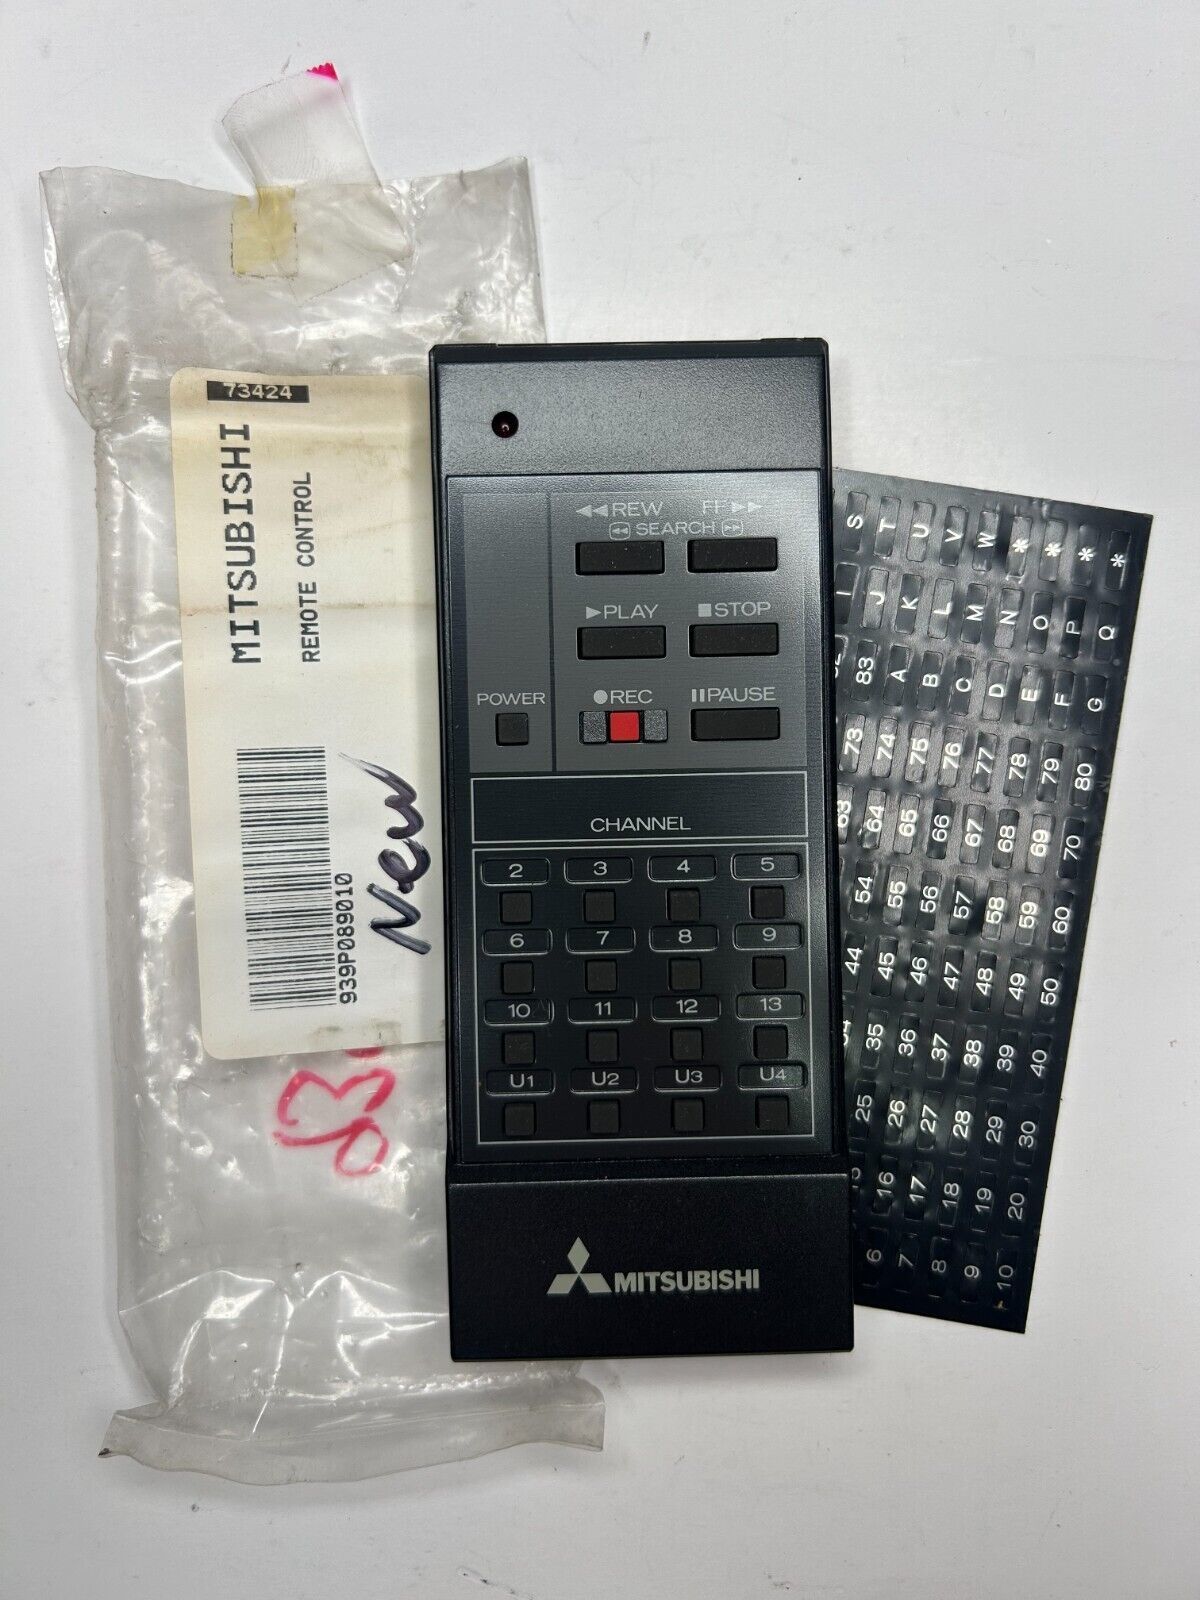 73424
MITSUBISHI
REMOTE CONTROL
939P089010
New
◀◀REW FF▶▶
◀◀ SEARCH ▶▶
▶PLAY ■STOP
POWER ●REC IIPAUSE
CHANNEL
2 3 4 5
6 7 8 9
10 11 12 13
U1 U2 U3 U4
MITSUBISHI
S T U V W * * * *
I J K L M N O P Q
83 A B C D E F G
73 74 75 76 77 78 79 80
63 64 65 66 67 68 69 70
54 55 56 57 58 59 60
44 45 46 47 48 49 50
35 36 37 38 39 40
25 26 27 28 29 30
16 17 18 19 20
6 7 8 9 10